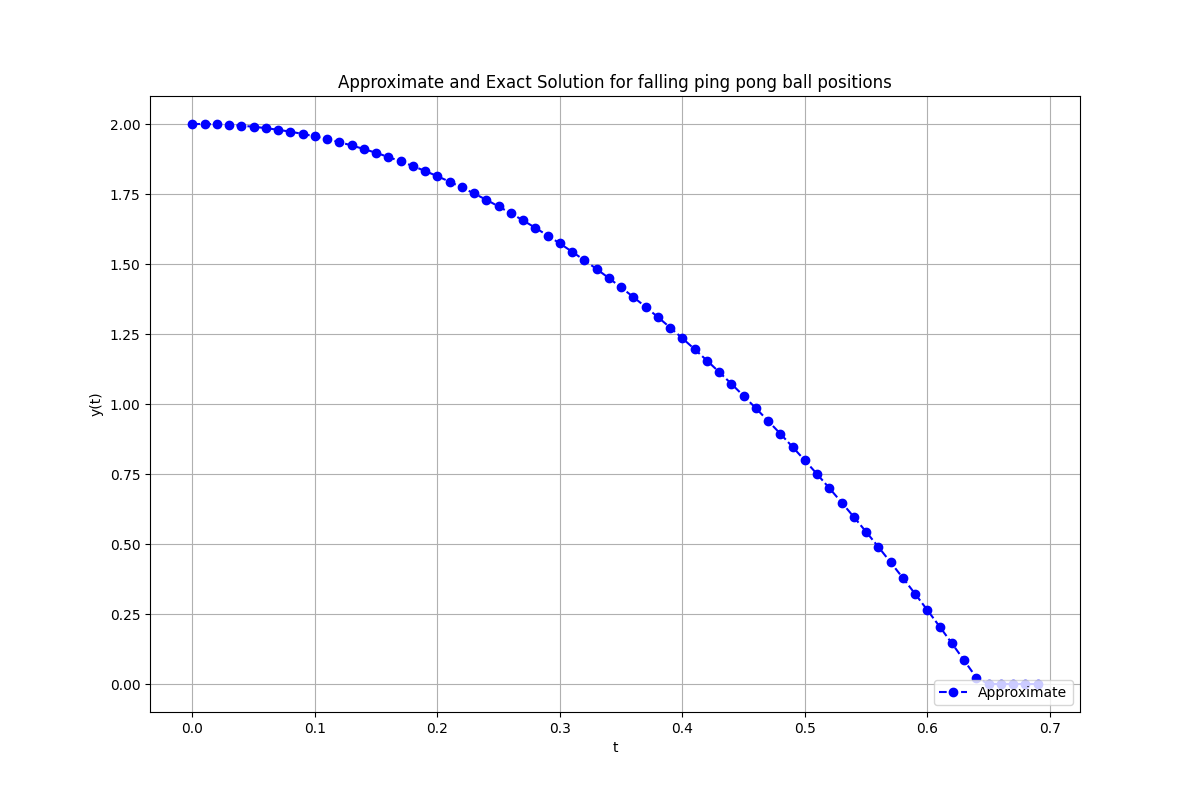 Approximate and Exact Solution for falling ping pong ball positions
y(t)
2.00
1.75
1.50
1.25
1.00
0.75
0.50
0.25
0.00
Approximate
0.0 0.1 0.2 0.3 0.4 0.5 0.6 0.7
t